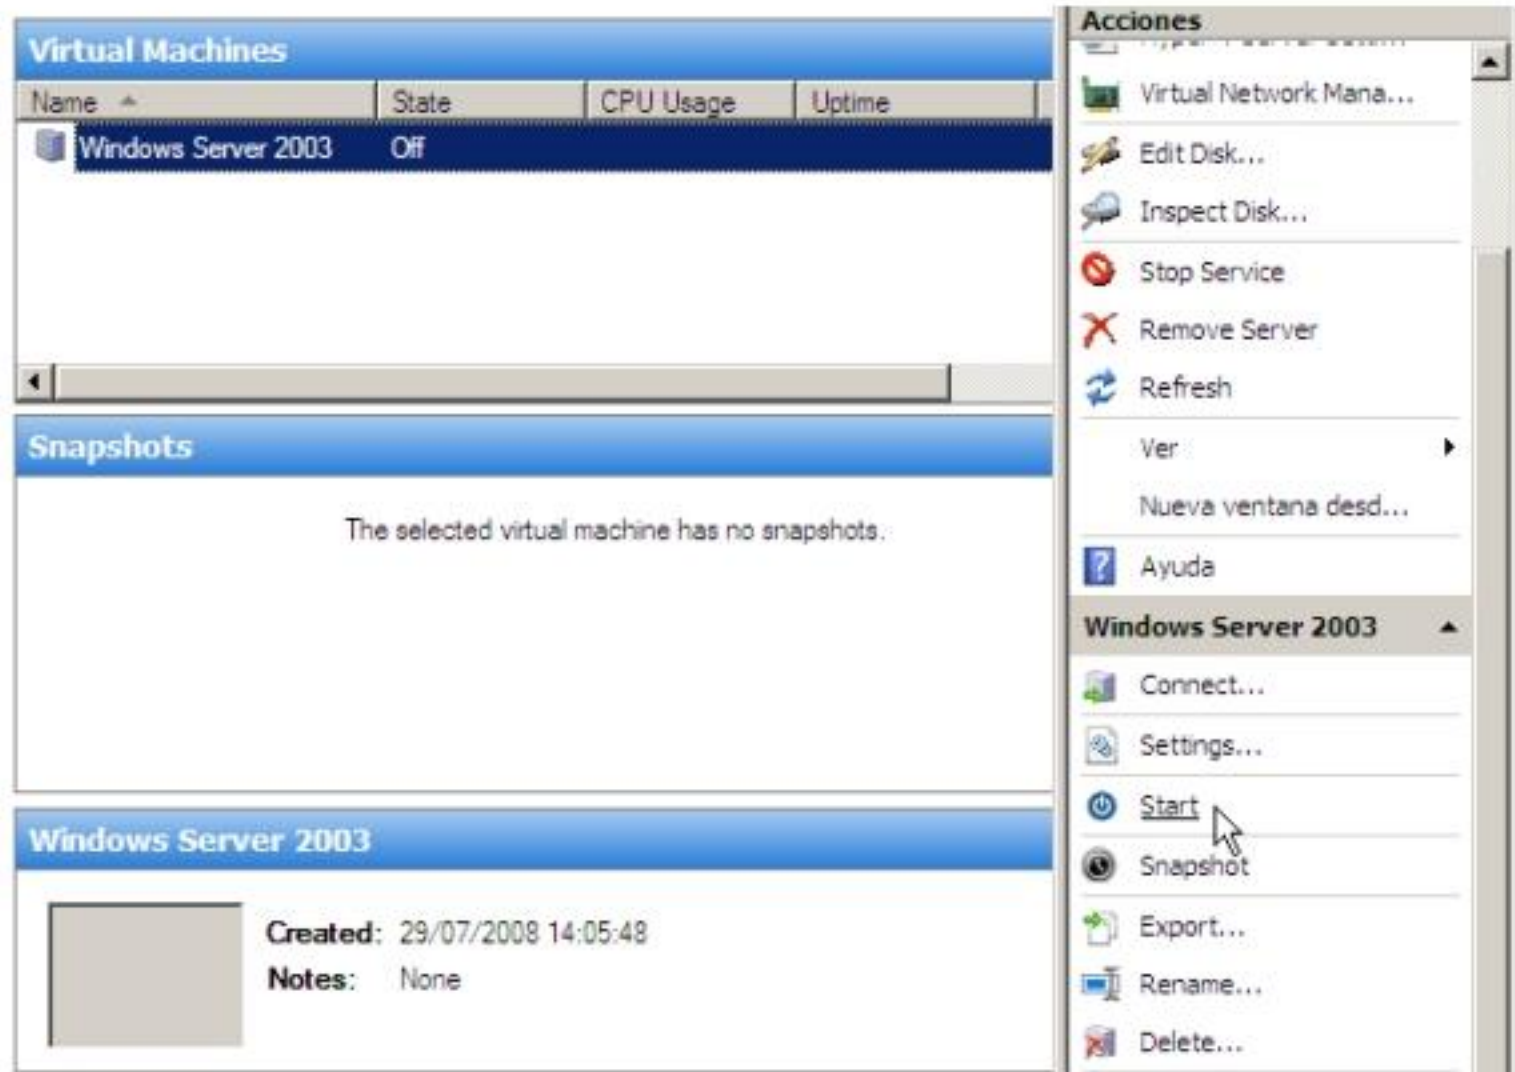 Virtual Machines
Name State CPU Usage Uptime
Windows Server 2003 Off
Snapshots
The selected virtual machine has no snapshots.
Windows Server 2003
Created: 29/07/2008 14:05:48
Notes: None
Acciones
Virtual Network Mana...
Edit Disk...
Inspect Disk...
Stop Service
Remove Server
Refresh
Ver
Nueva ventana desd...
Ayuda
Windows Server 2003
Connect...
Settings...
Start
Snapshot
Export...
Rename...
Delete...